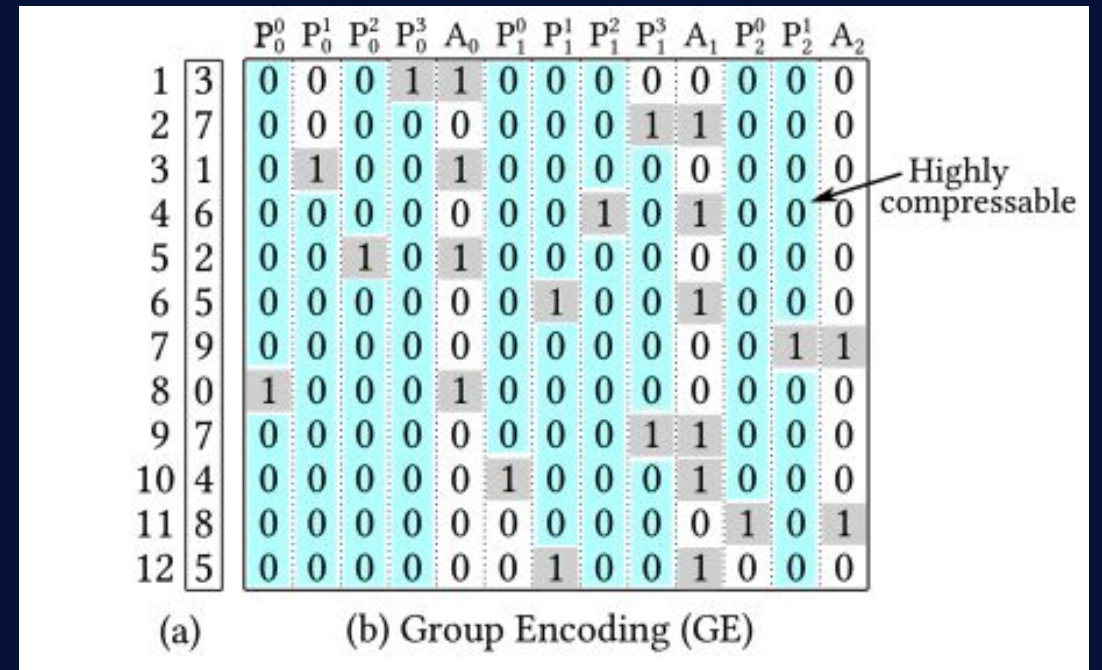 P₀⁰ P₀¹ P₀² P₀³ A₀ P₁⁰ P₁¹ P₁² P₁³ A₁ P₂⁰ P₂¹ A₂
1 3 0 0 0 1 1 0 0 0 0 0 0 0 0
2 7 0 0 0 0 0 0 0 0 1 1 0 0 0
3 1 0 1 0 0 1 0 0 0 0 0 0 0 0
4 6 0 0 0 0 0 0 0 1 0 1 0 0 0
5 2 0 0 1 0 1 0 0 0 0 0 0 0 0
6 5 0 0 0 0 0 0 1 0 0 1 0 0 0
7 9 0 0 0 0 0 0 0 0 0 0 0 1 1
8 0 1 0 0 0 1 0 0 0 0 0 0 0 0
9 7 0 0 0 0 0 0 0 0 1 1 0 0 0
10 4 0 0 0 0 0 1 0 0 0 1 0 0 0
11 8 0 0 0 0 0 0 0 0 0 0 1 0 1
12 5 0 0 0 0 0 0 1 0 0 1 0 0 0
Highly
compressable
(a) (b) Group Encoding (GE)